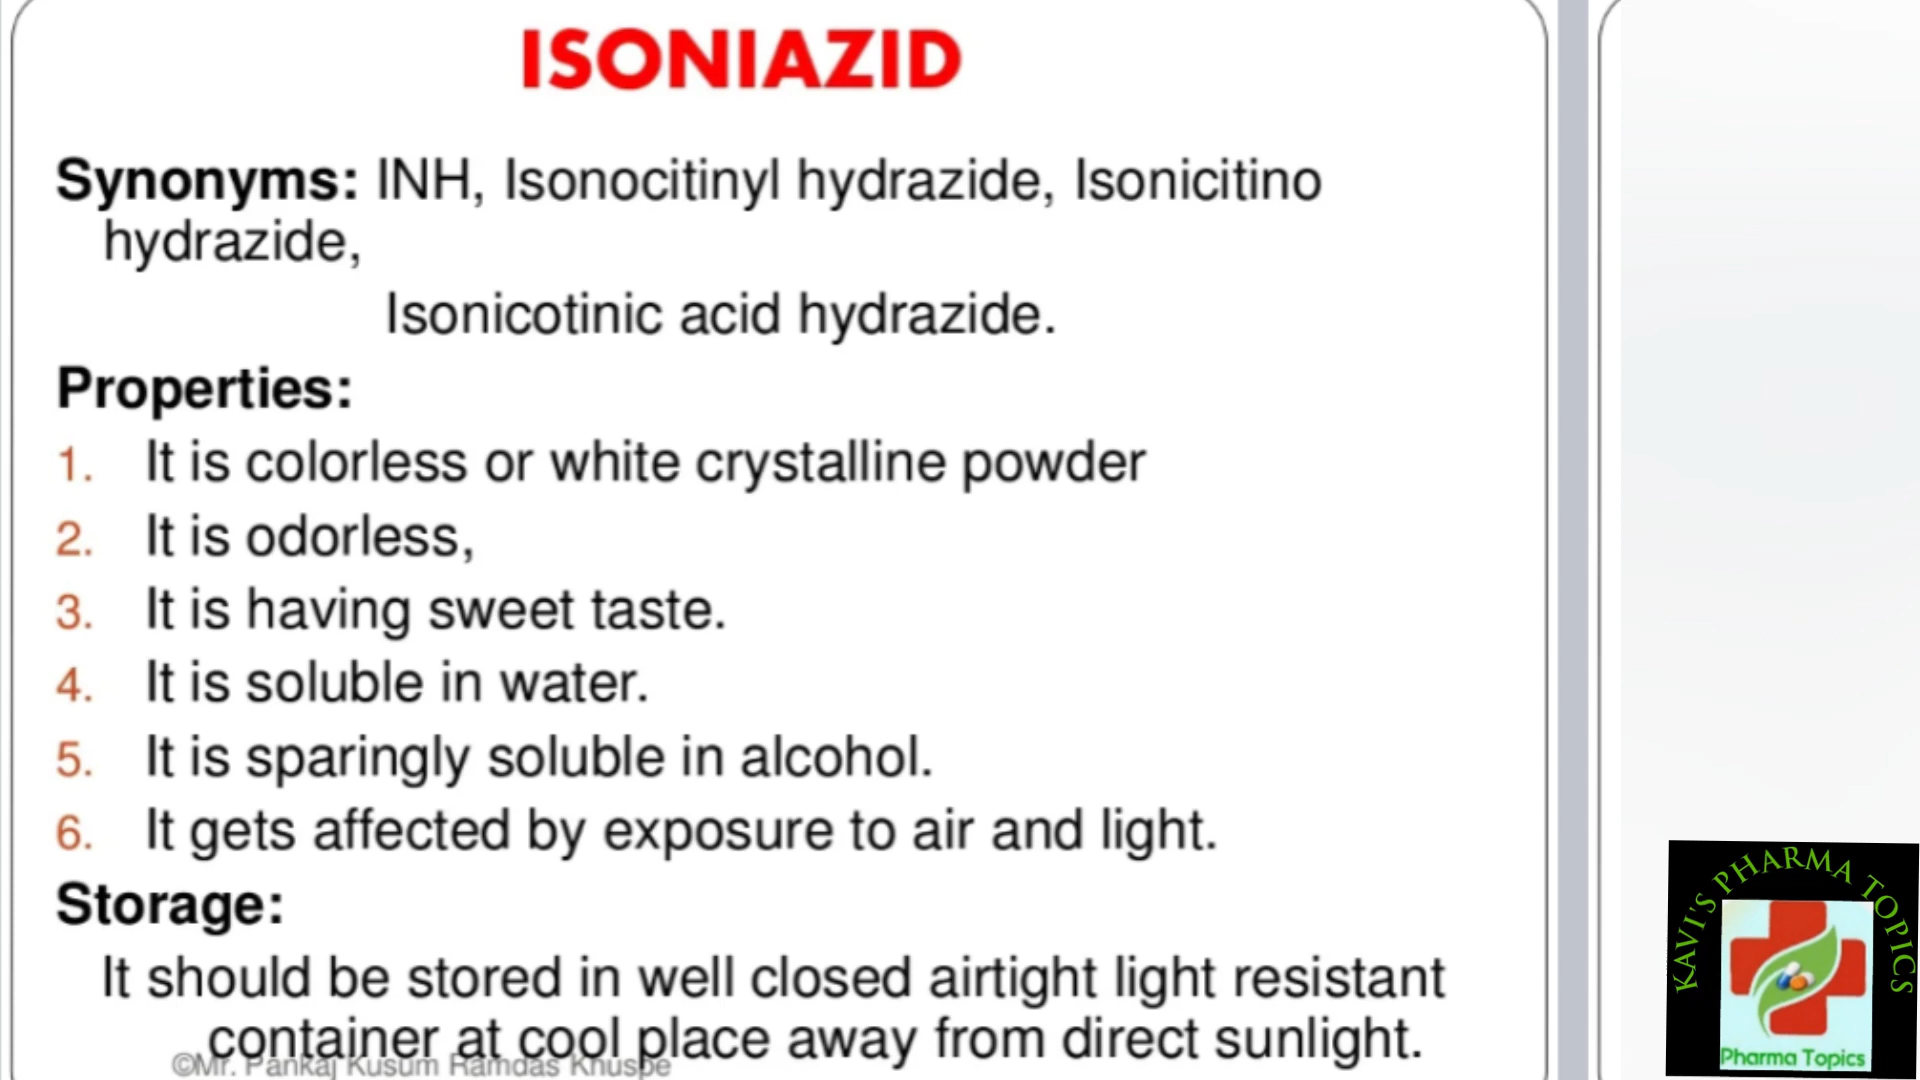 ISONIAZID
Synonyms: INH, Isonocitinyl hydrazide, Isonicitino
hydrazide,
Isonicotinic acid hydrazide.
Properties:
1. It is colorless or white crystalline powder
2. It is odorless,
3. It is having sweet taste.
4. It is soluble in water.
5. It is sparingly soluble in alcohol.
6. It gets affected by exposure to air and light.
Storage:
It should be stored in well closed airtight light resistant
container at cool place away from direct sunlight.
©Mr. Pankaj Kusum Ramdas Khuspe
KAVI'S PHARMA TOPICS
Pharma Topics